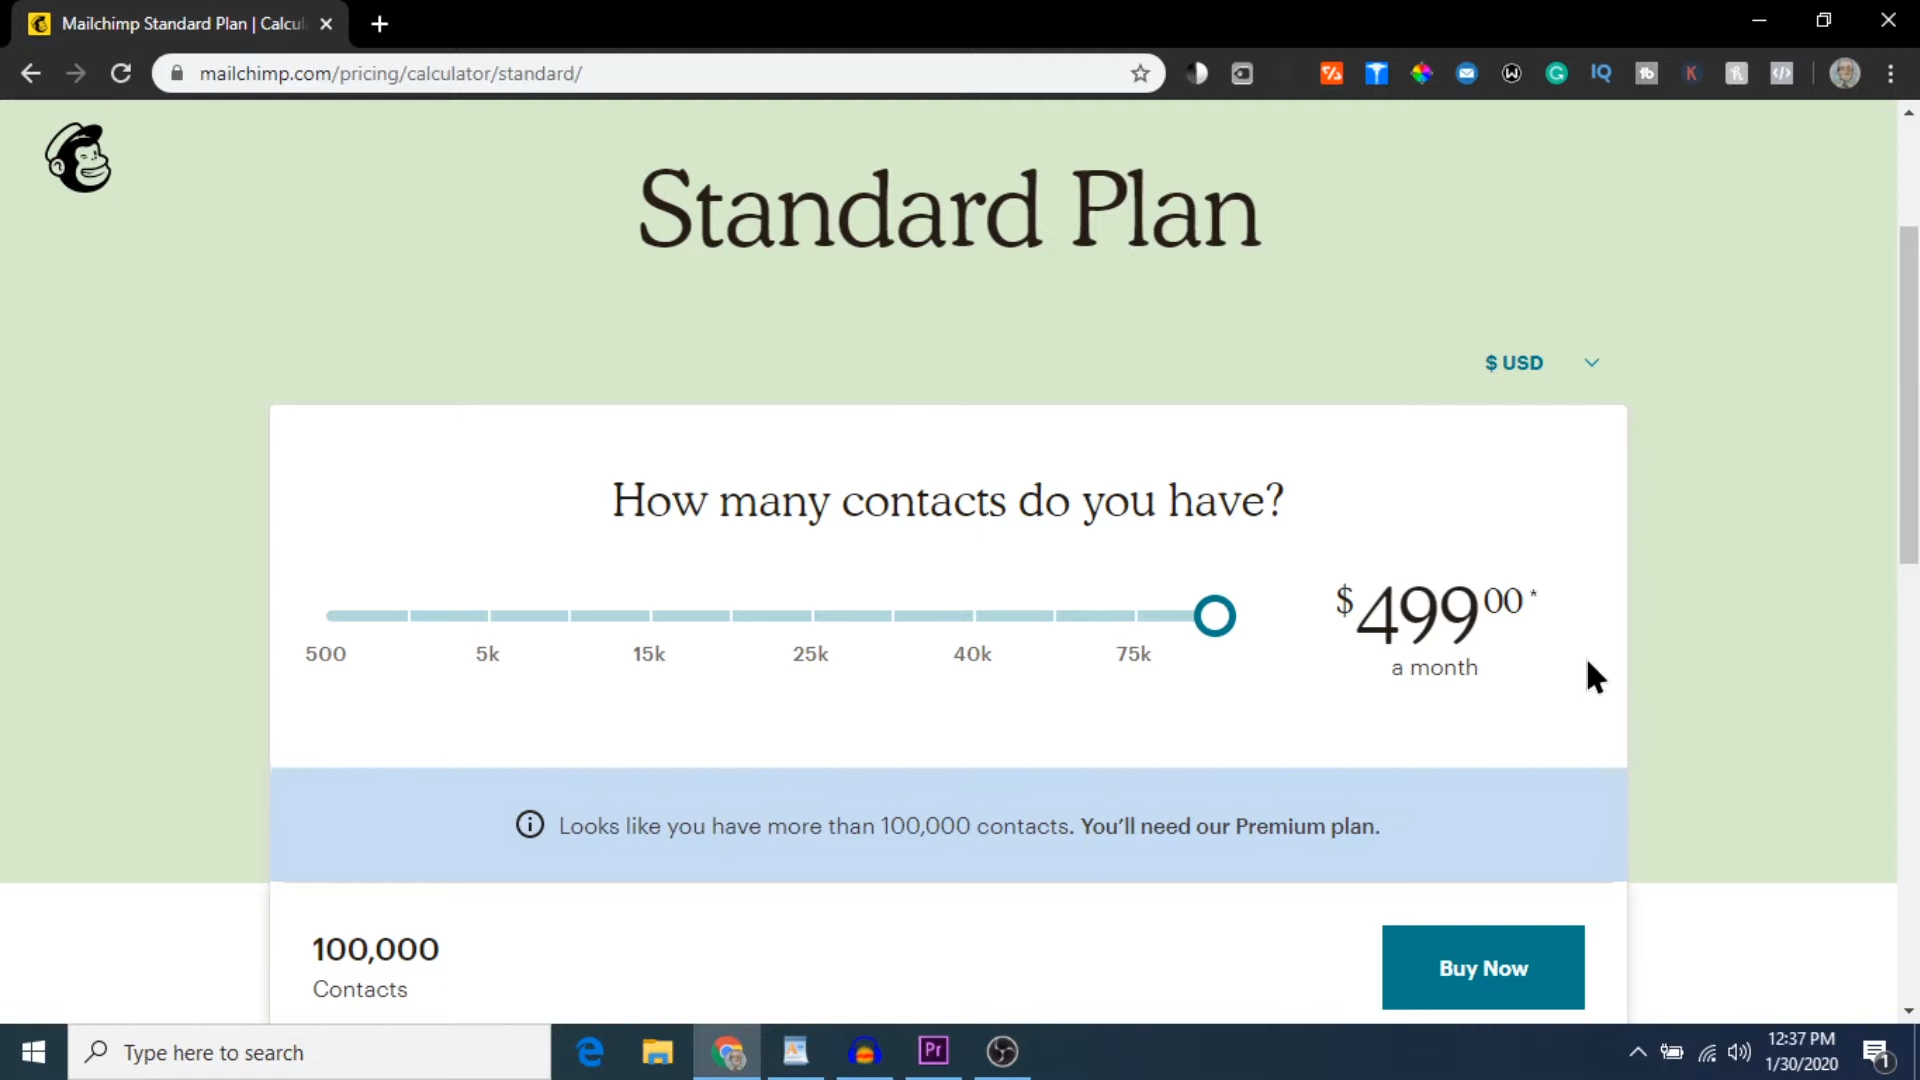 Mailchimp Standard Plan | Calcul
mailchimp.com/pricing/calculator/standard/
Standard Plan
$ USD
How many contacts do you have?
$499 00 *
a month
500 5k 15k 25k 40k 75k
Looks like you have more than 100,000 contacts. You'll need our Premium plan.
100,000
Contacts
Buy Now
Type here to search
12:37 PM
1/30/2020
1